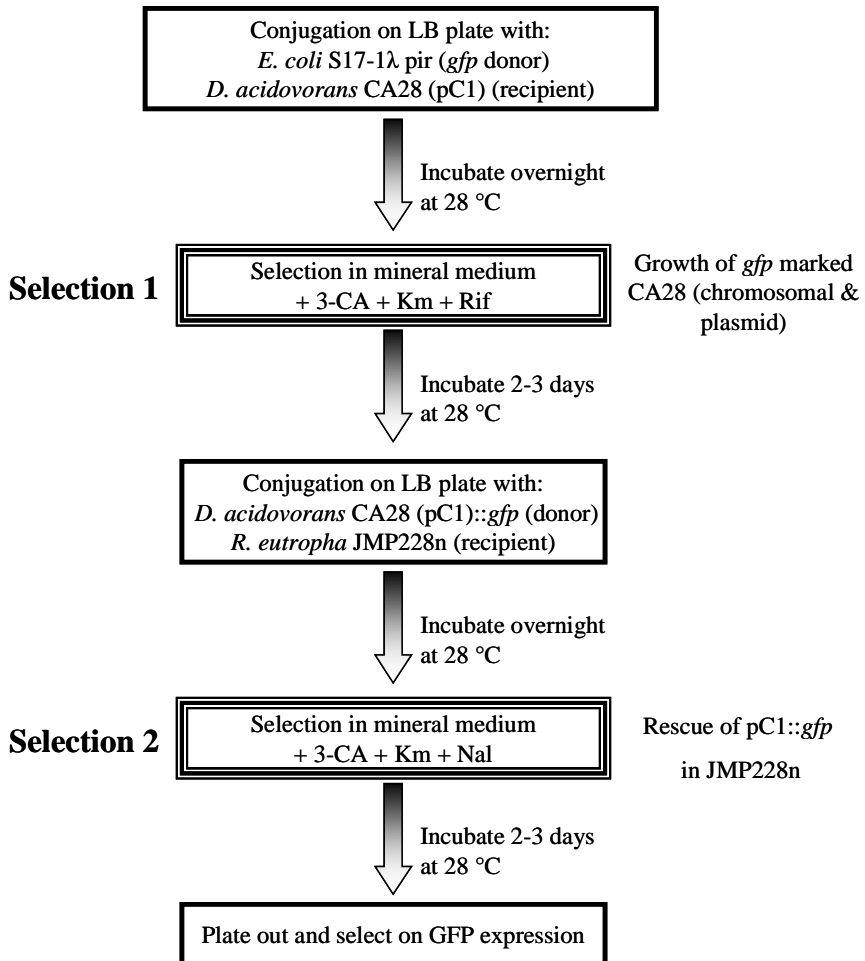 Conjugation on LB plate with:
E. coli S17-1λ pir (gfp donor)
D. acidovorans CA28 (pC1) (recipient)
Incubate overnight
at 28 °C
Selection 1
Selection in mineral medium
+ 3-CA + Km + Rif
Growth of gfp marked
CA28 (chromosomal &
plasmid)
Incubate 2-3 days
at 28 °C
Conjugation on LB plate with:
D. acidovorans CA28 (pC1)::gfp (donor)
R. eutropha JMP228n (recipient)
Incubate overnight
at 28 °C
Selection 2
Selection in mineral medium
+ 3-CA + Km + Nal
Rescue of pC1::gfp
in JMP228n
Incubate 2-3 days
at 28 °C
Plate out and select on GFP expression